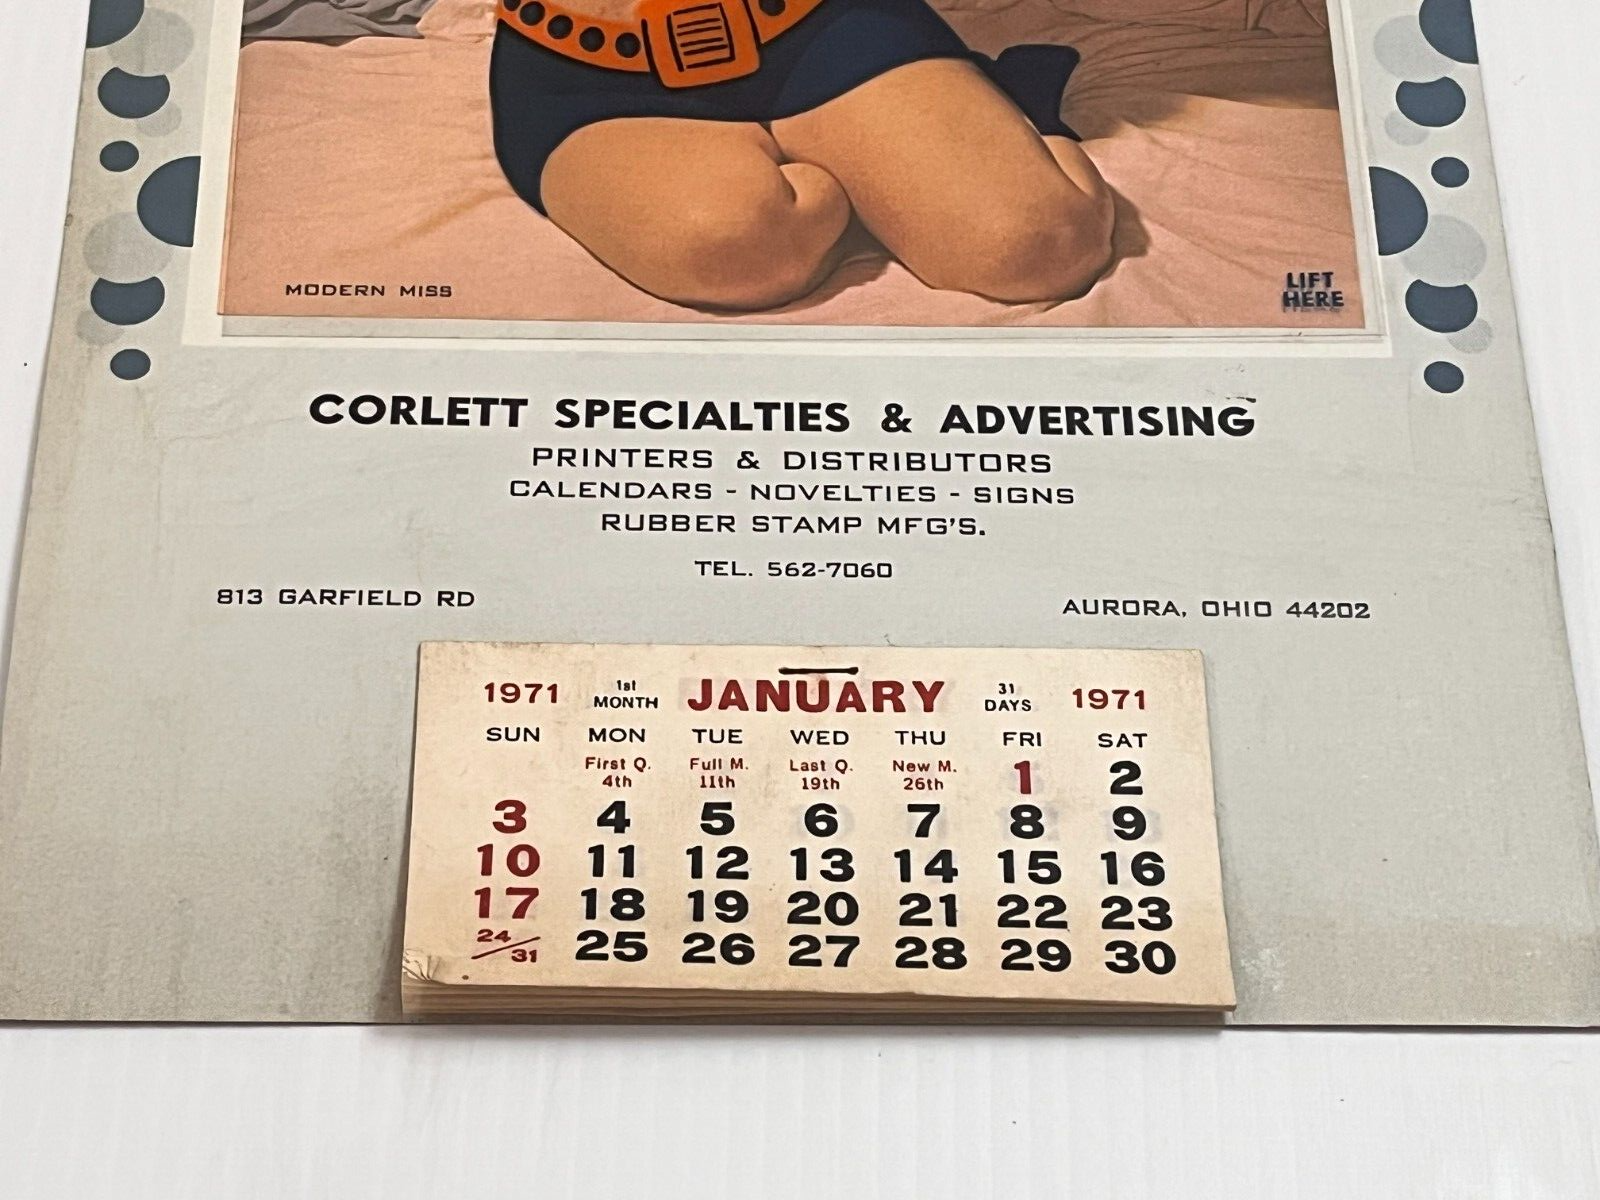 MODERN MISS
LIFT
HERE
CORLETT SPECIALTIES & ADVERTISING
PRINTERS & DISTRIBUTORS
CALENDARS - NOVELTIES - SIGNS
RUBBER STAMP MFG'S.
TEL. 562-7060
813 GARFIELD RD
AURORA, OHIO 44202
1971 1st MONTH JANUARY 31 DAYS 1971
SUN MON TUE WED THU FRI SAT
First Q. 4th Full M. 11th Last Q. 19th New M. 26th 1 2
3 4 5 6 7 8 9
10 11 12 13 14 15 16
17 18 19 20 21 22 23
24/31 25 26 27 28 29 30